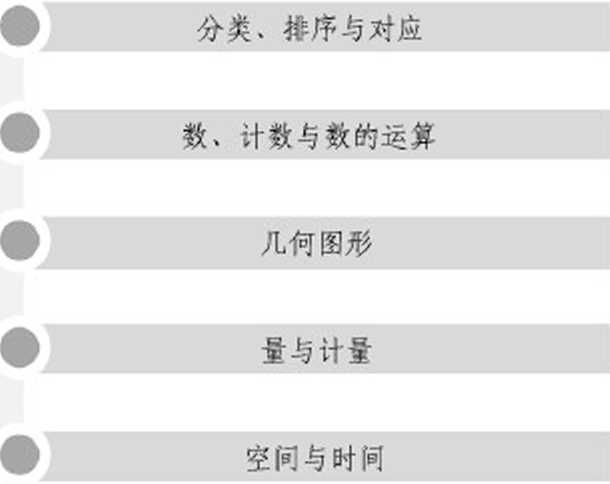 分类、排序与对应
数、计数与数的运算
几何图形
量与计量
空间与时间